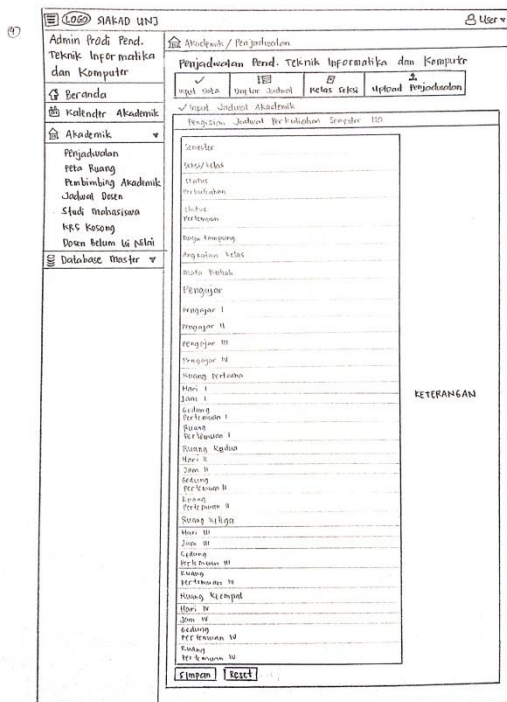 (4)
LOGO SIAKAD UNJ
User
Admin Prodi Pend.
Teknik Informatika
dan Komputer
Beranda
Kalender Akademik
Akademik
Penjadwalan
Peta Ruang
Pembimbing Akademik
Jadwal Dosen
Studi Mahasiswa
KRS Kosong
Dosen Belum Isi Nilai
Database Master
Akademik / Penjadwalan
Penjadwalan Pend. Teknik Informatika dan Komputer
Input Data
Daftar Jadwal
Kelas Seksi
Upload Penjadwalan
Input Jadwal Akademik
Pengisian Jadwal Perkuliahan Semester
Semester
Seksi/Kelas
Status
Perkuliahan
Status
Pertemuan
Daya tampung
Angkatan Kelas
Mata Kuliah
Pengajar
Pengajar I
Pengajar II
Pengajar III
Pengajar IV
Ruang Pertama
Hari I
Jam I
Gedung
Pertemuan I
Ruang
Pertemuan I
Ruang Kedua
Hari II
Jam II
Gedung
Pertemuan II
Ruang
Pertemuan II
Ruang Ketiga
Hari III
Jam III
Gedung
Pertemuan III
Ruang
Pertemuan
Ruang Keempat
Hari IV
Jam IV
Gedung
Pertemuan IV
Ruang
Pertemuan IV
KETERANGAN
Simpan
Reset